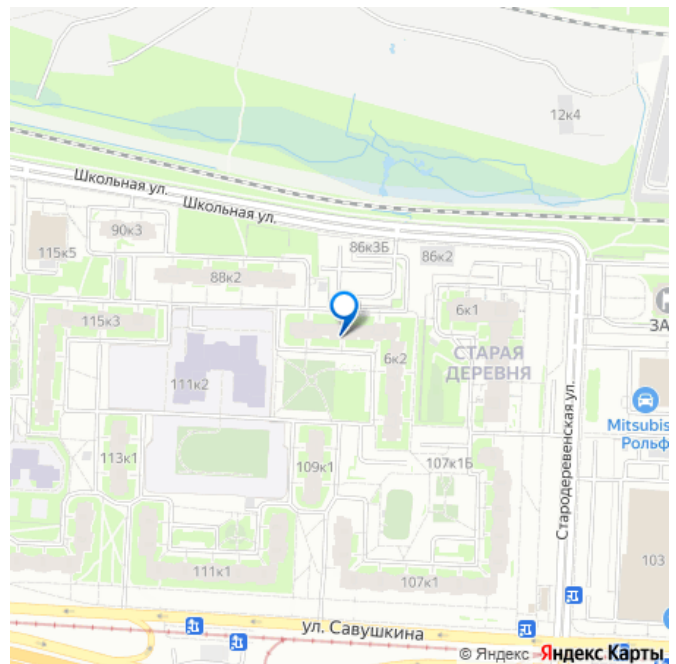 12к4
Школьная ул.
Школьная ул.
90к3
115к5
86к3Б
86к2
88к2
6к1
ЗА
115к3
6к2
СТАРАЯ
ДЕРЕВНЯ
111к2
Mitsubis
Рольф
Стародеревенская ул.
113к1
109к1
107к1Б
103
111к1
107к1
ул. Савушкина
© Яндекс Яндекс Карты